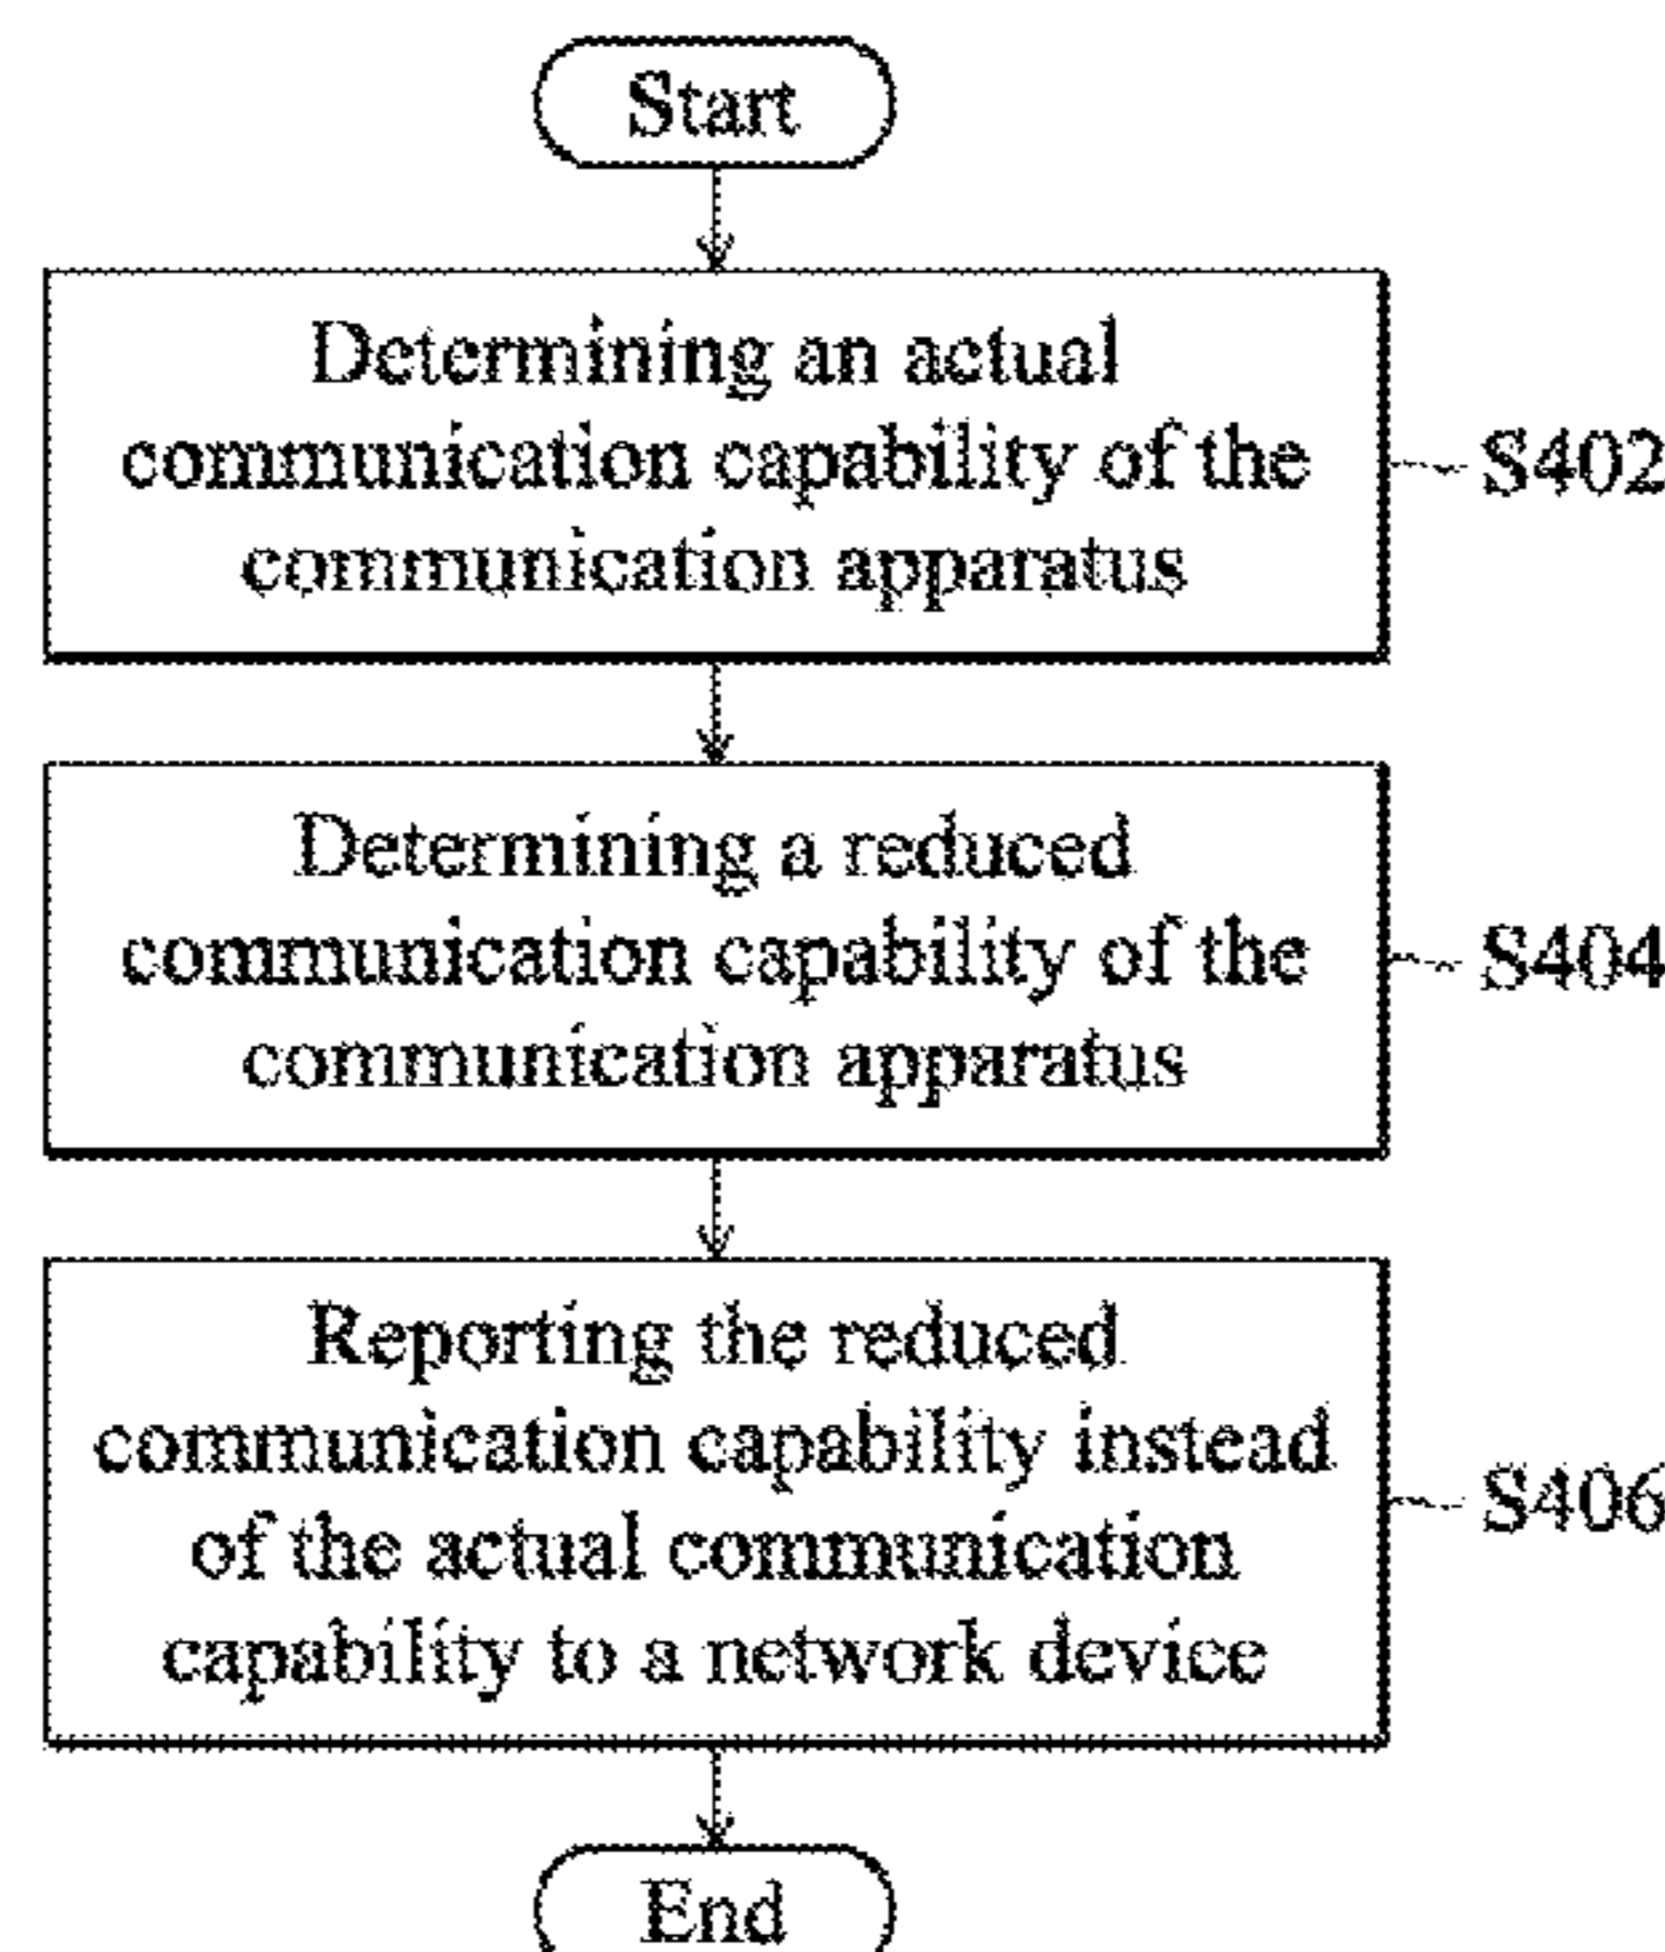 Start
Determining an actual
communication capability of the
communication apparatus
S402
Determining a reduced
communication capability of the
communication apparatus
S404
Reporting the reduced
communication capability instead
of the actual communication
capability to a network device
S406
End